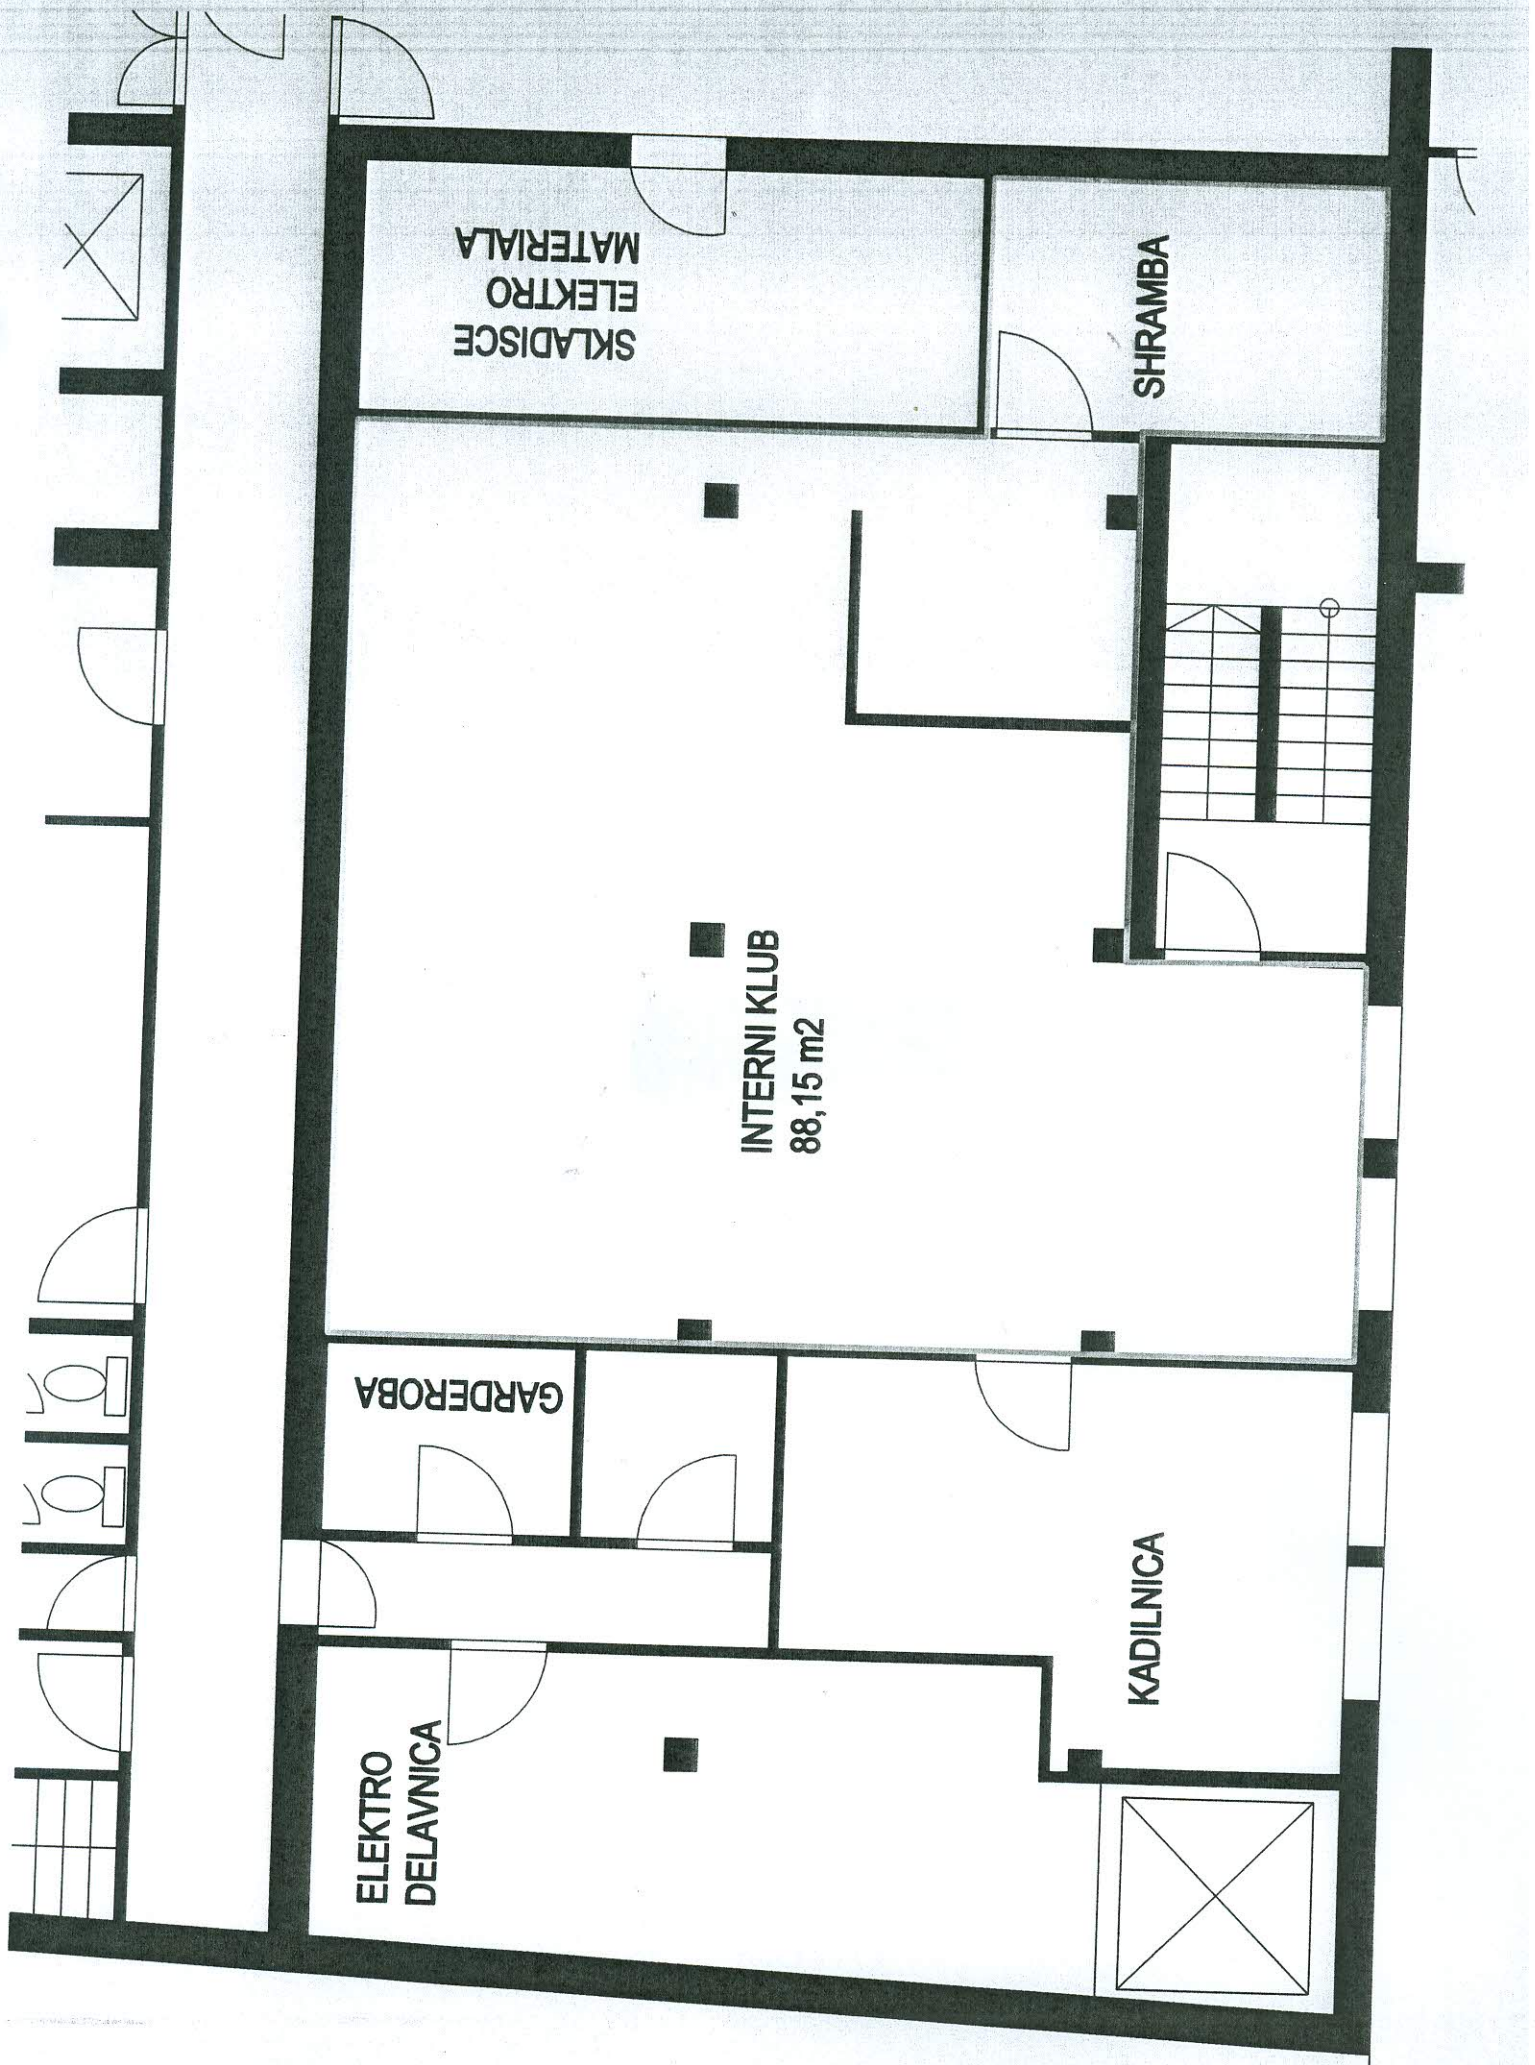 SKLADISCE
ELEKTRO
MATERIALA
SHRAMBA
INTERNI KLUB
88,15 m2
GARDEROBA
KADILNICA
ELEKTRO
DELAVNICA